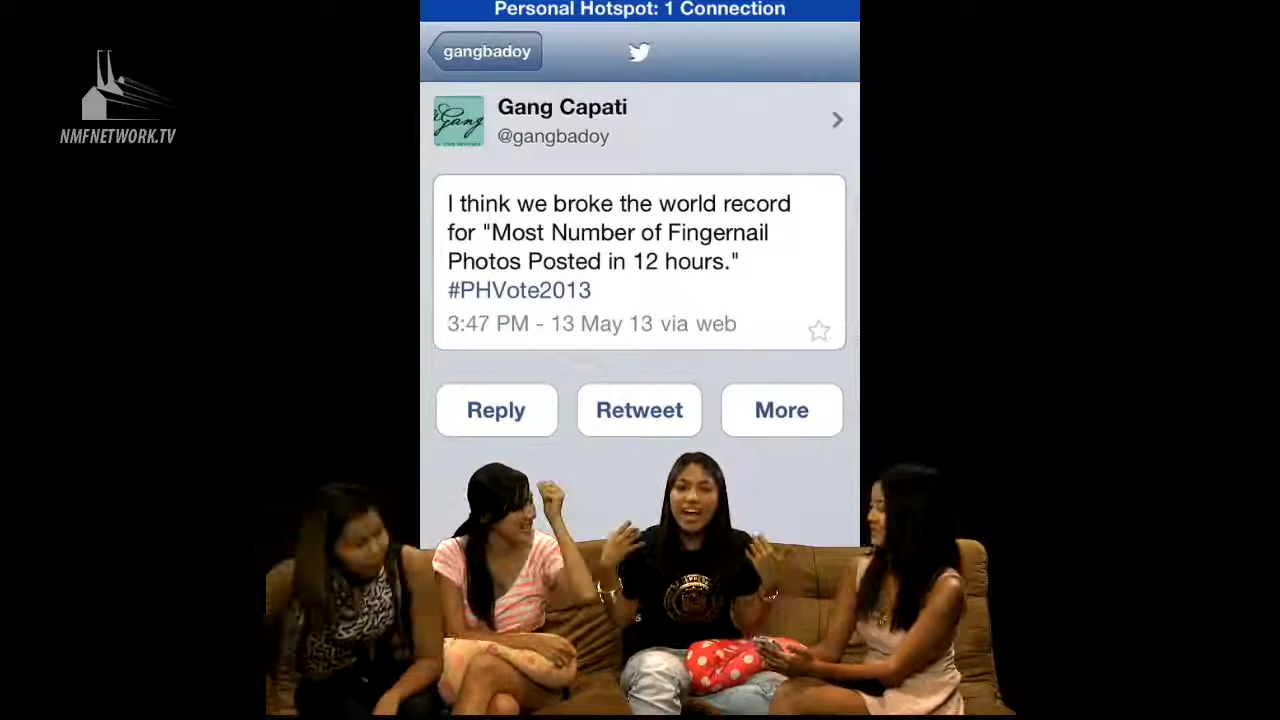 Personal Hotspot: 1 Connection
gangbadoy
Gang Capati
@gangbadoy
NMFNETWORK.TV
I think we broke the world record
for "Most Number of Fingernail
Photos Posted in 12 hours."
#PHVote2013
3:47 PM - 13 May 13 via web
Reply
Retweet
More